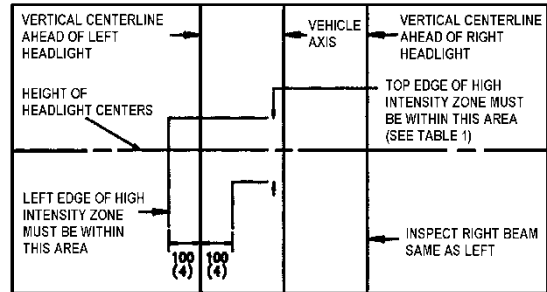 VERTICAL CENTERLINE
AHEAD OF LEFT
HEADLIGHT
VEHICLE
AXIS
VERTICAL CENTERLINE
AHEAD OF RIGHT
HEADLIGHT
HEIGHT OF
HEADLIGHT CENTERS
TOP EDGE OF HIGH
INTENSITY ZONE MUST
BE WITHIN THIS AREA
(SEE TABLE 1)
LEFT EDGE OF HIGH
INTENSITY ZONE
MUST BE WITHIN
THIS AREA
INSPECT RIGHT BEAM
SAME AS LEFT
100 100
(4) (4)